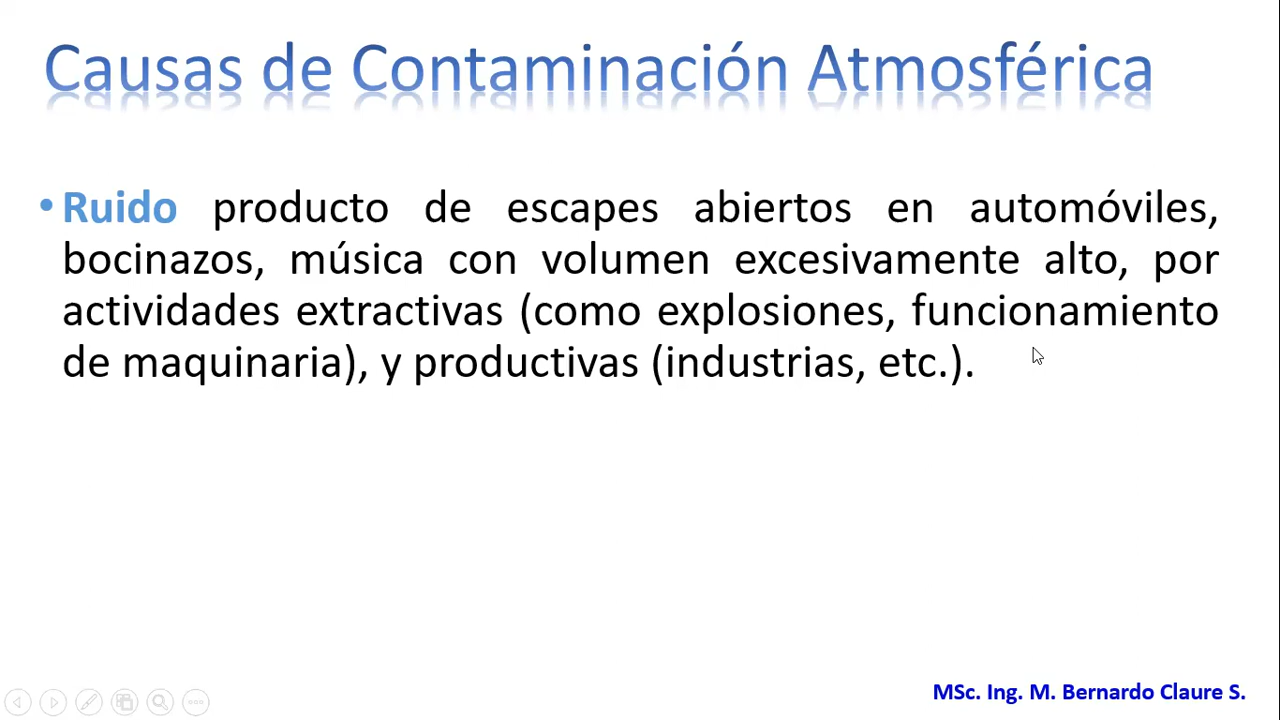 Causas de Contaminación Atmosférica
• Ruido producto de escapes abiertos en automóviles,
bocinazos, música con volumen excesivamente alto, por
actividades extractivas (como explosiones, funcionamiento
de maquinaria), y productivas (industrias, etc.).
MSc. Ing. M. Bernardo Claure S.